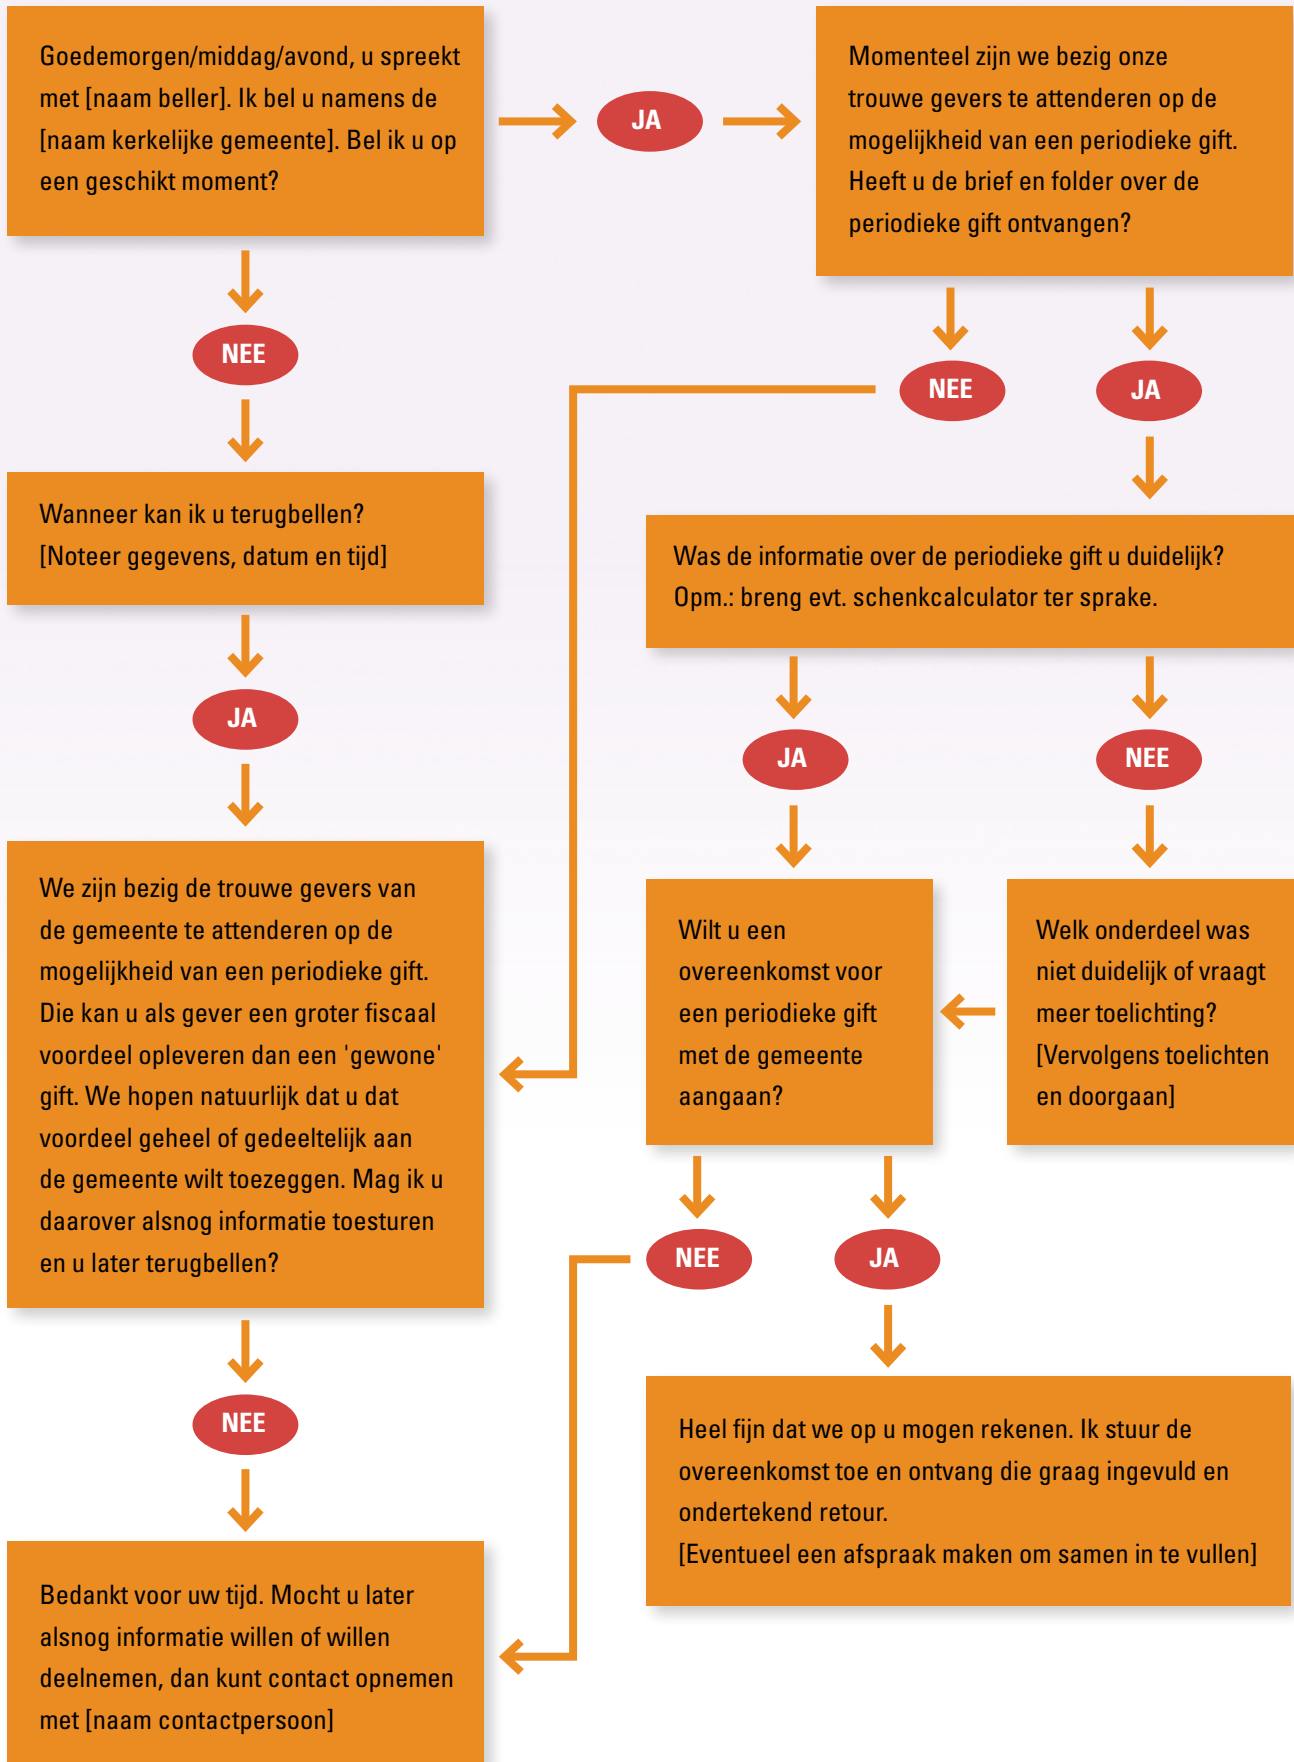 Goedemorgen/middag/avond, u spreekt
met [naam beller]. Ik bel u namens de
[naam kerkelijke gemeente]. Bel ik u op
een geschikt moment?
JA
Momenteel zijn we bezig onze
trouwe gevers te attenderen op de
mogelijkheid van een periodieke gift.
Heeft u de brief en folder over de
periodieke gift ontvangen?
NEE
NEE
JA
Wanneer kan ik u terugbellen?
[Noteer gegevens, datum en tijd]
Was de informatie over de periodieke gift u duidelijk?
Opm.: breng evt. schenkcalculator ter sprake.
JA
JA
NEE
We zijn bezig de trouwe gevers van
de gemeente te attenderen op de
mogelijkheid van een periodieke gift.
Die kan u als gever een groter fiscaal
voordeel opleveren dan een 'gewone'
gift. We hopen natuurlijk dat u dat
voordeel geheel of gedeeltelijk aan
de gemeente wilt toezeggen. Mag ik u
daarover alsnog informatie toesturen
en u later terugbellen?
Wilt u een
overeenkomst voor
een periodieke gift
met de gemeente
aangaan?
Welk onderdeel was
niet duidelijk of vraagt
meer toelichting?
[Vervolgens toelichten
en doorgaan]
NEE
JA
NEE
Heel fijn dat we op u mogen rekenen. Ik stuur de
overeenkomst toe en ontvang die graag ingevuld en
ondertekend retour.
[Eventueel een afspraak maken om samen in te vullen]
Bedankt voor uw tijd. Mocht u later
alsnog informatie willen of willen
deelnemen, dan kunt contact opnemen
met [naam contactpersoon]